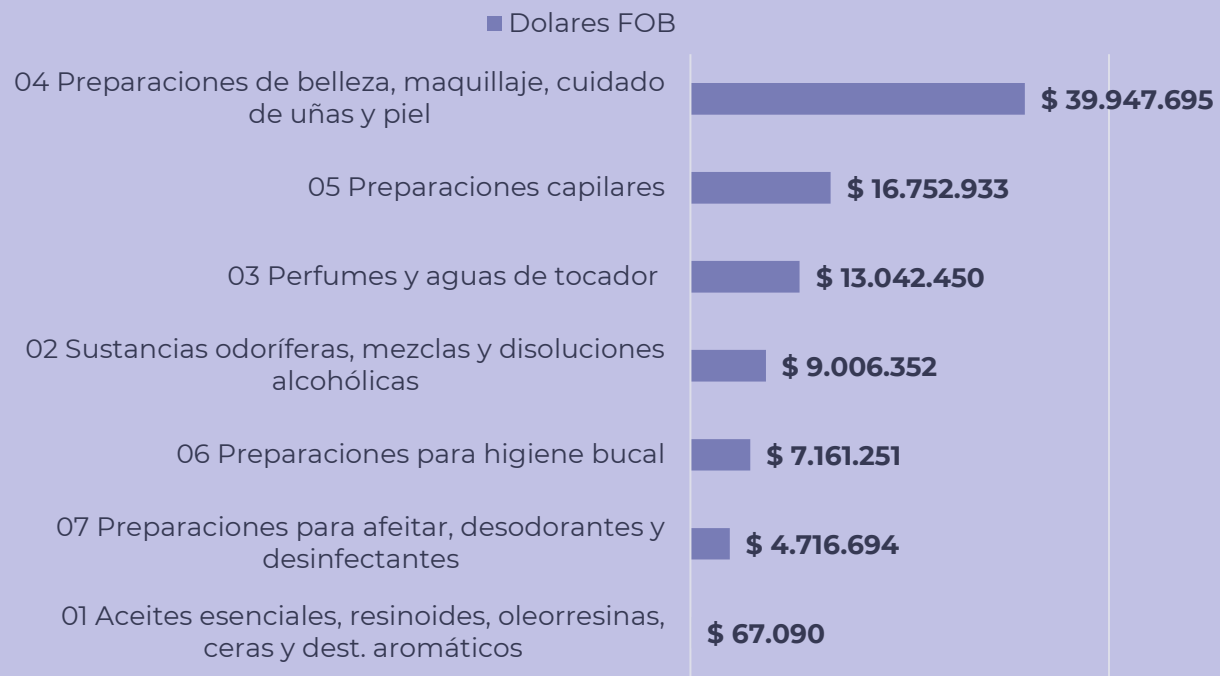 Dolares FOB
04 Preparaciones de belleza, maquillaje, cuidado
de uñas y piel
$ 39.947.695
05 Preparaciones capilares
$ 16.752.933
03 Perfumes y aguas de tocador
$ 13.042.450
02 Sustancias odoríferas, mezclas y disoluciones
alcohólicas
$ 9.006.352
06 Preparaciones para higiene bucal
$ 7.161.251
07 Preparaciones para afeitar, desodorantes y
desinfectantes
$ 4.716.694
01 Aceites esenciales, resinoides, oleorresinas,
ceras y dest. aromáticos
$ 67.090